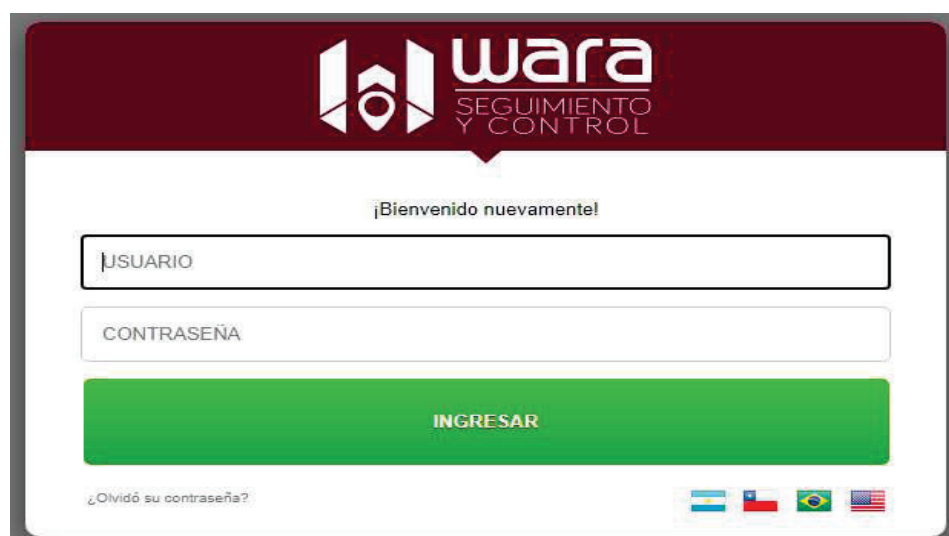 wara
SEGUIMIENTO
Y CONTROL
¡Bienvenido nuevamente!
USUARIO
CONTRASEÑA
INGRESAR
¿Olvidó su contraseña?